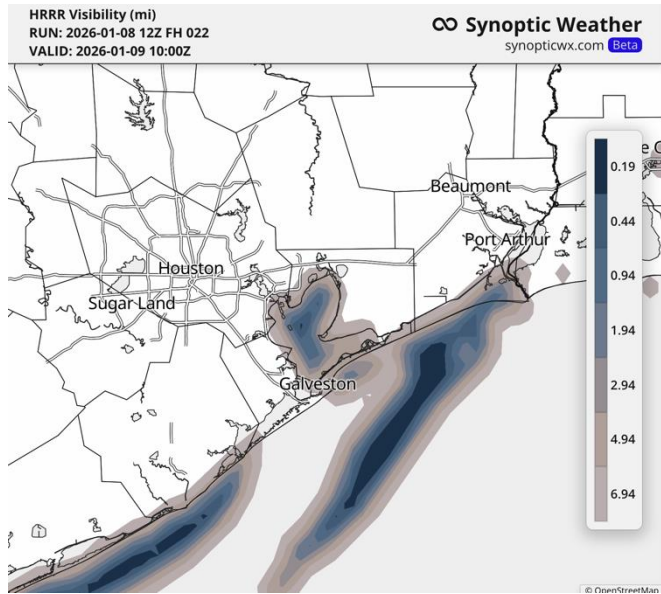 HRRR Visibility (mi)
RUN: 2026-01-08 12Z FH 022
VALID: 2026-01-09 10:00Z
Synoptic Weather
synopticwx.com Beta
Beaumont
Port Arthur
Houston
Sugar Land
Galveston
0.19
0.44
0.94
1.94
2.94
4.94
6.94
© OpenStreetMap